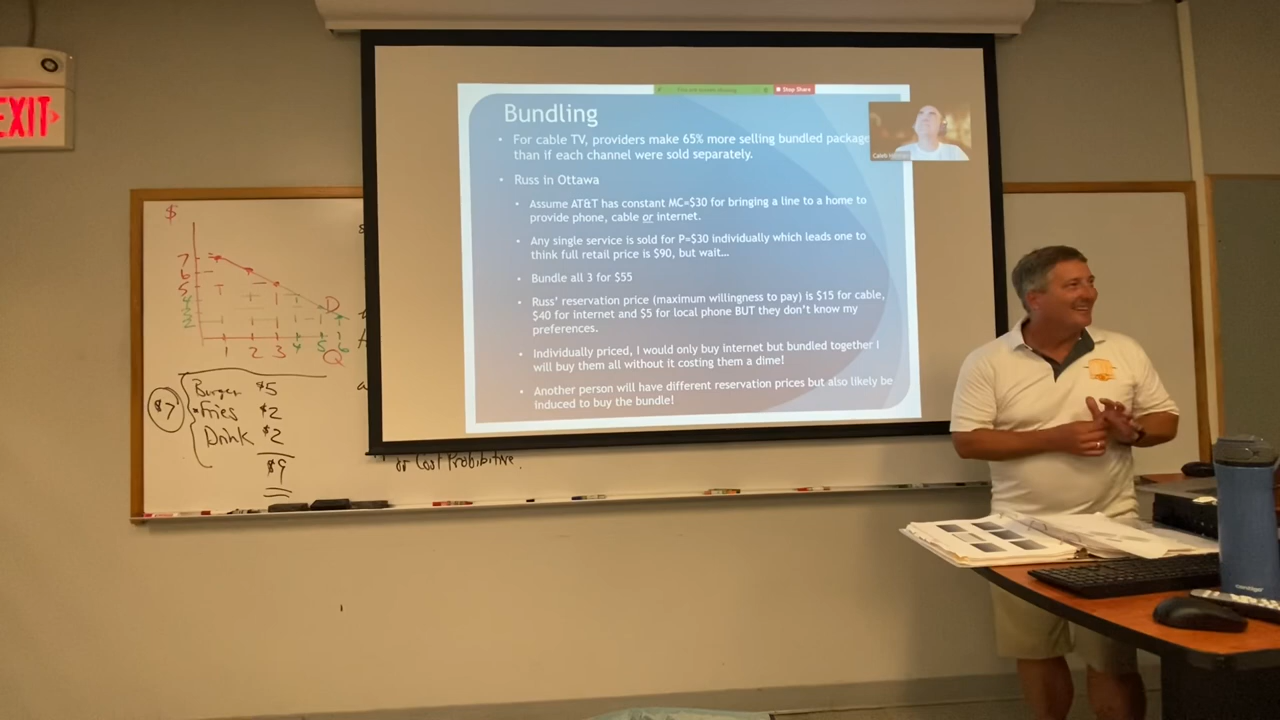 EXIT
Stop Share
Bundling
• For cable TV, providers make 65% more selling bundled package
than if each channel were sold separately.
• Russ in Ottawa
• Assume AT&T has constant MC=$30 for bringing a line to a home to
provide phone, cable or internet.
• Any single service is sold for P=$30 individually which leads one to
think full retail price is $90, but wait…
• Bundle all 3 for $55
• Russ’ reservation price (maximum willingness to pay) is $15 for cable,
$40 for internet and $5 for local phone BUT they don’t know my
preferences.
• Individually priced, I would only buy internet but bundled together I
will buy them all without it costing them a dime!
• Another person will have different reservation prices but also likely be
induced to buy the bundle!
Caleb
$
7
6
5
4
3
2
D
1 2 3 4 5 6
Q
$7
Burger $5
Fries $2
Drink $2
$9
or Cost Prohibitive.